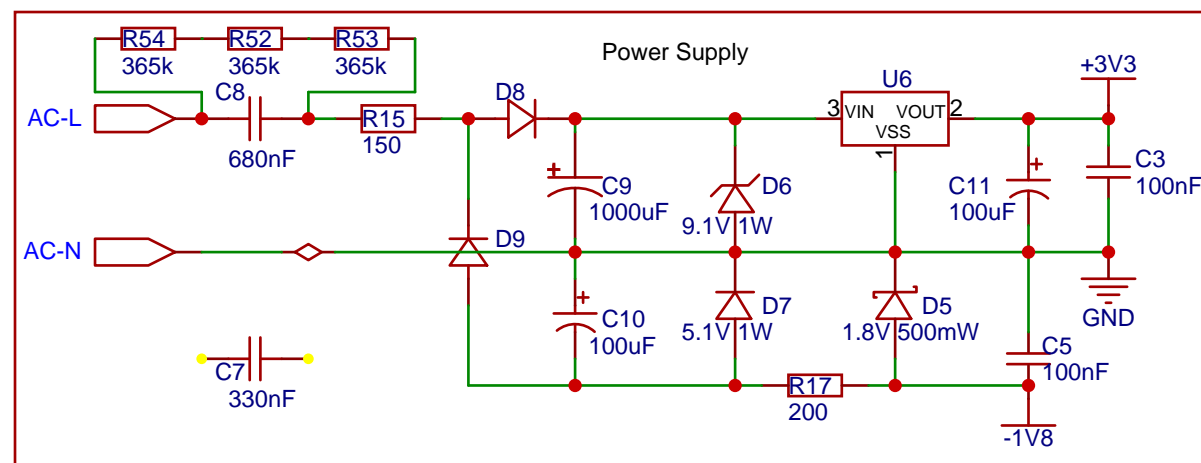 Power Supply
R54
365k
R52
365k
R53
365k
AC-L
C8
680nF
R15
150
D8
U6
3
VIN
VOUT
2
VSS
1
+3V3
C9
1000uF
D6
9.1V 1W
C11
100uF
C3
100nF
AC-N
D9
C10
100uF
D7
5.1V 1W
D5
1.8V 500mW
GND
C7
330nF
R17
200
C5
100nF
-1V8